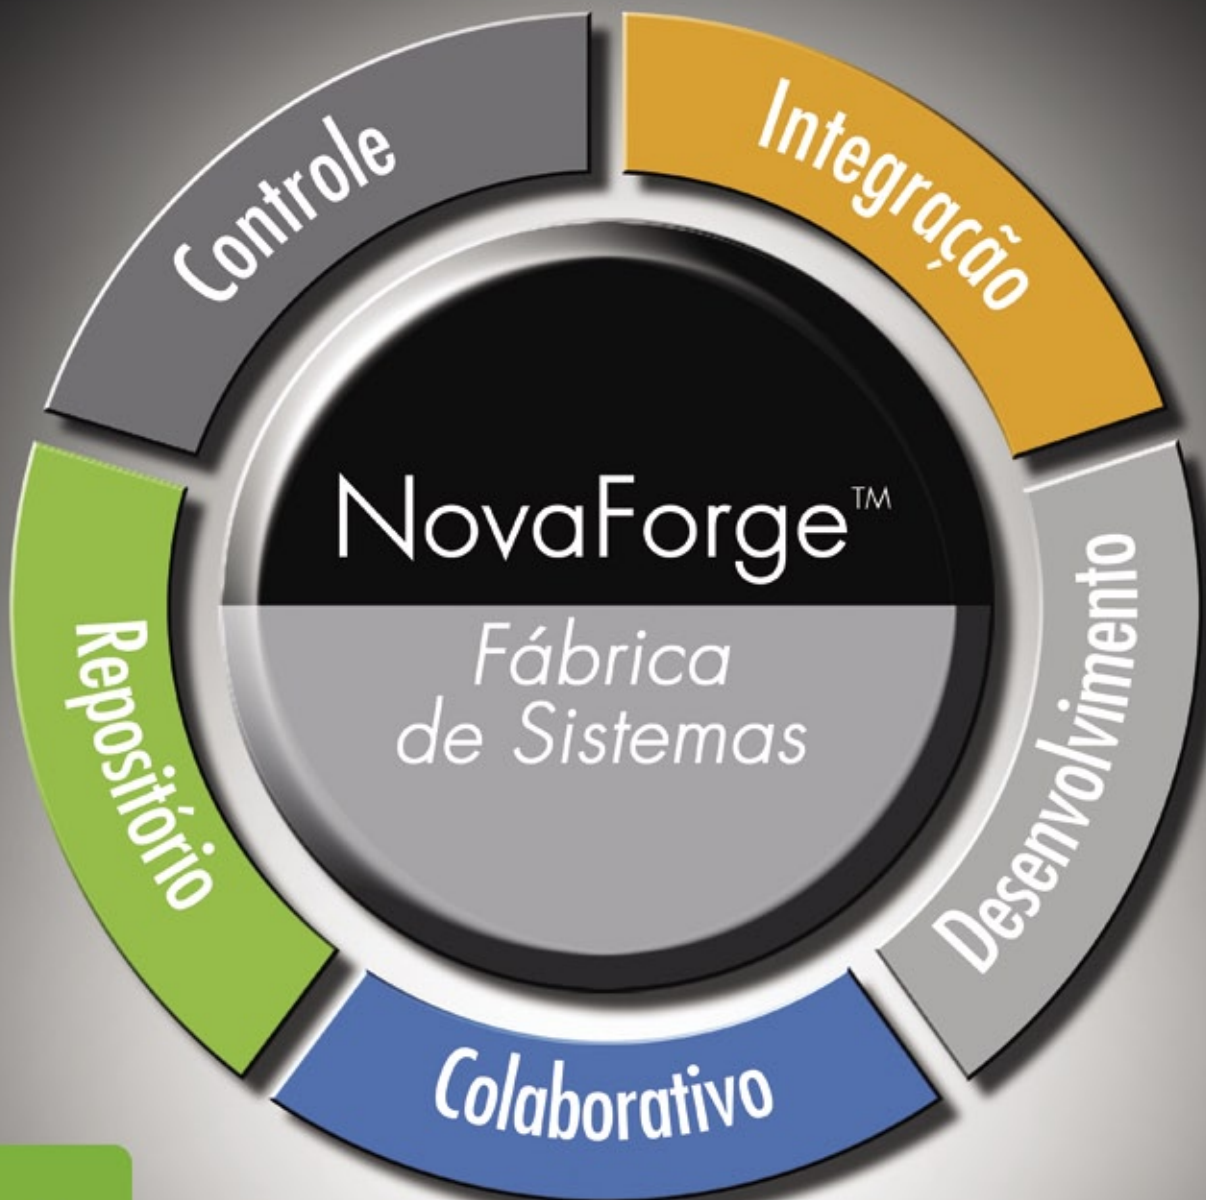 Controle
Integração
NovaForge™
Fábrica
de Sistemas
Desenvolvimento
Repositório
Colaborativo